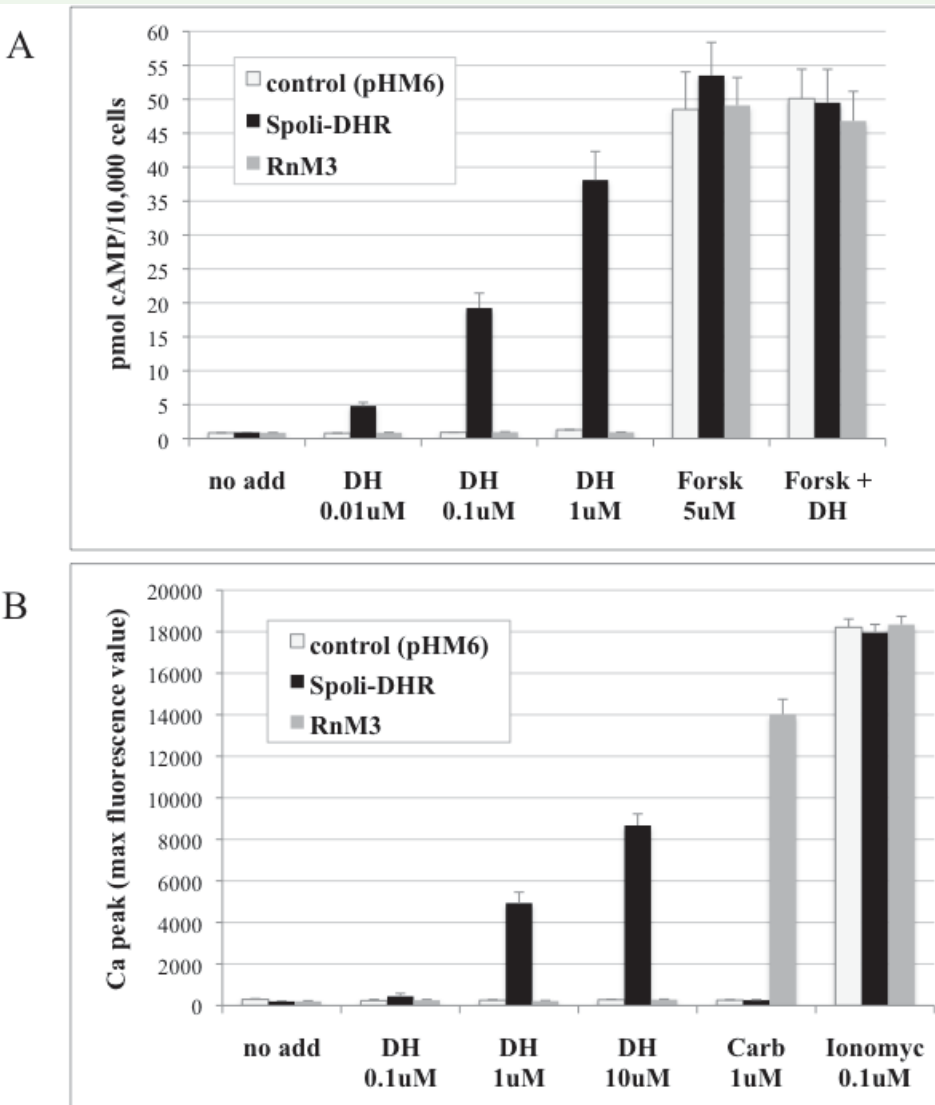 A
60
55
50
45
40
35
30
25
20
15
10
5
0
pmol cAMP/10,000 cells
control (pHM6)
Spoli-DHR
RnM3
no add DH DH DH Forsk Forsk +
0.01uM 0.1uM 1uM 5uM DH
B
20000
18000
16000
14000
12000
10000
8000
6000
4000
2000
0
Ca peak (max fluorescence value)
control (pHM6)
Spoli-DHR
RnM3
no add DH DH DH Carb Ionomyc
0.1uM 1uM 10uM 1uM 0.1uM